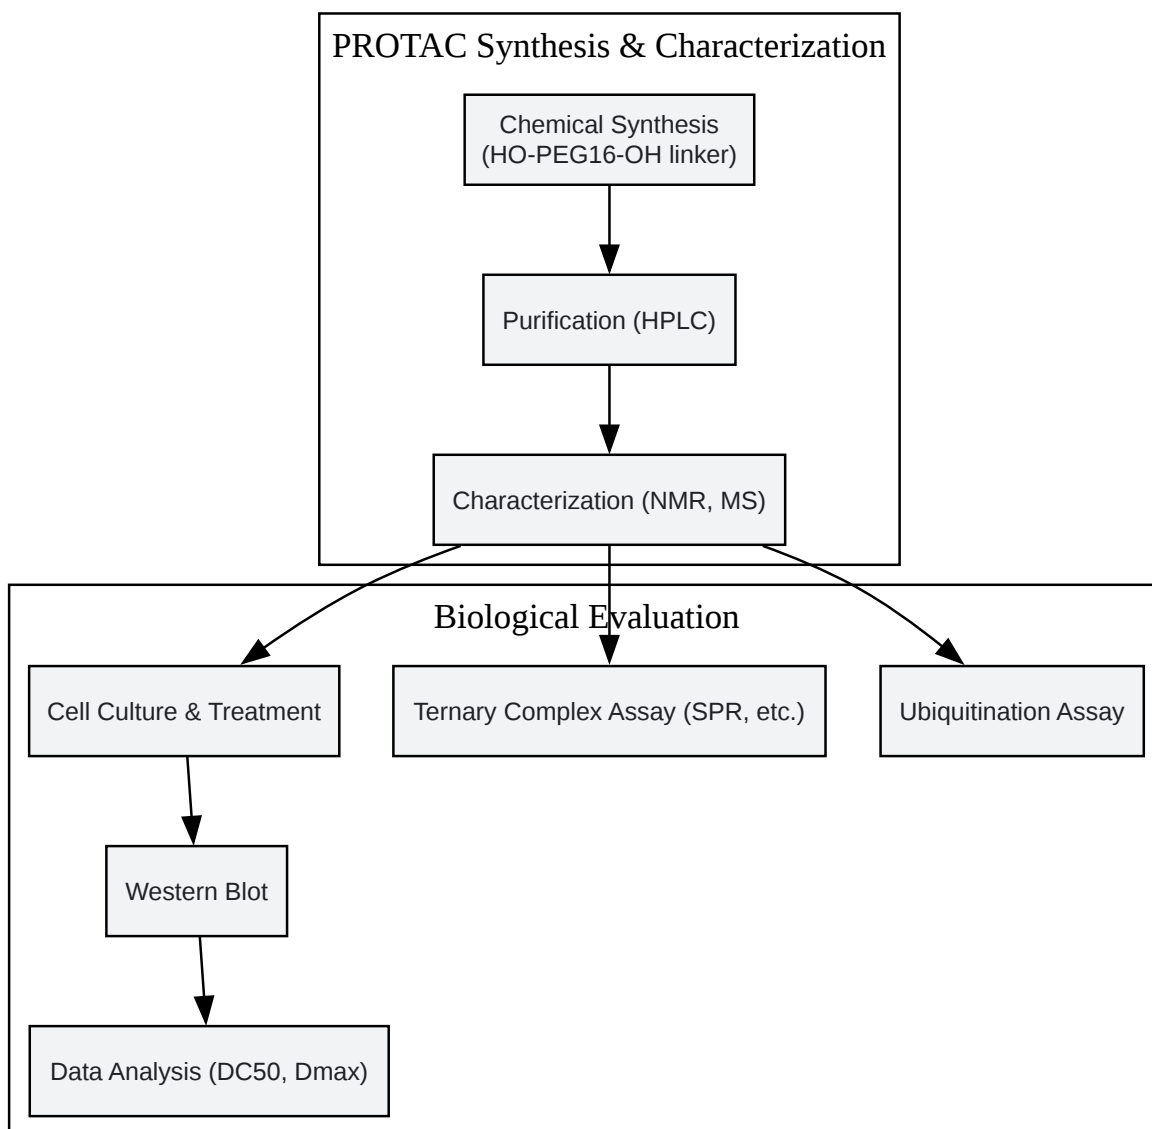 PROTAC Synthesis & Characterization
Chemical Synthesis
(HO-PEG16-OH linker)
Purification (HPLC)
Characterization (NMR, MS)
Biological Evaluation
Cell Culture & Treatment
Ternary Complex Assay (SPR, etc.)
Ubiquitination Assay
Western Blot
Data Analysis (DC50, Dmax)